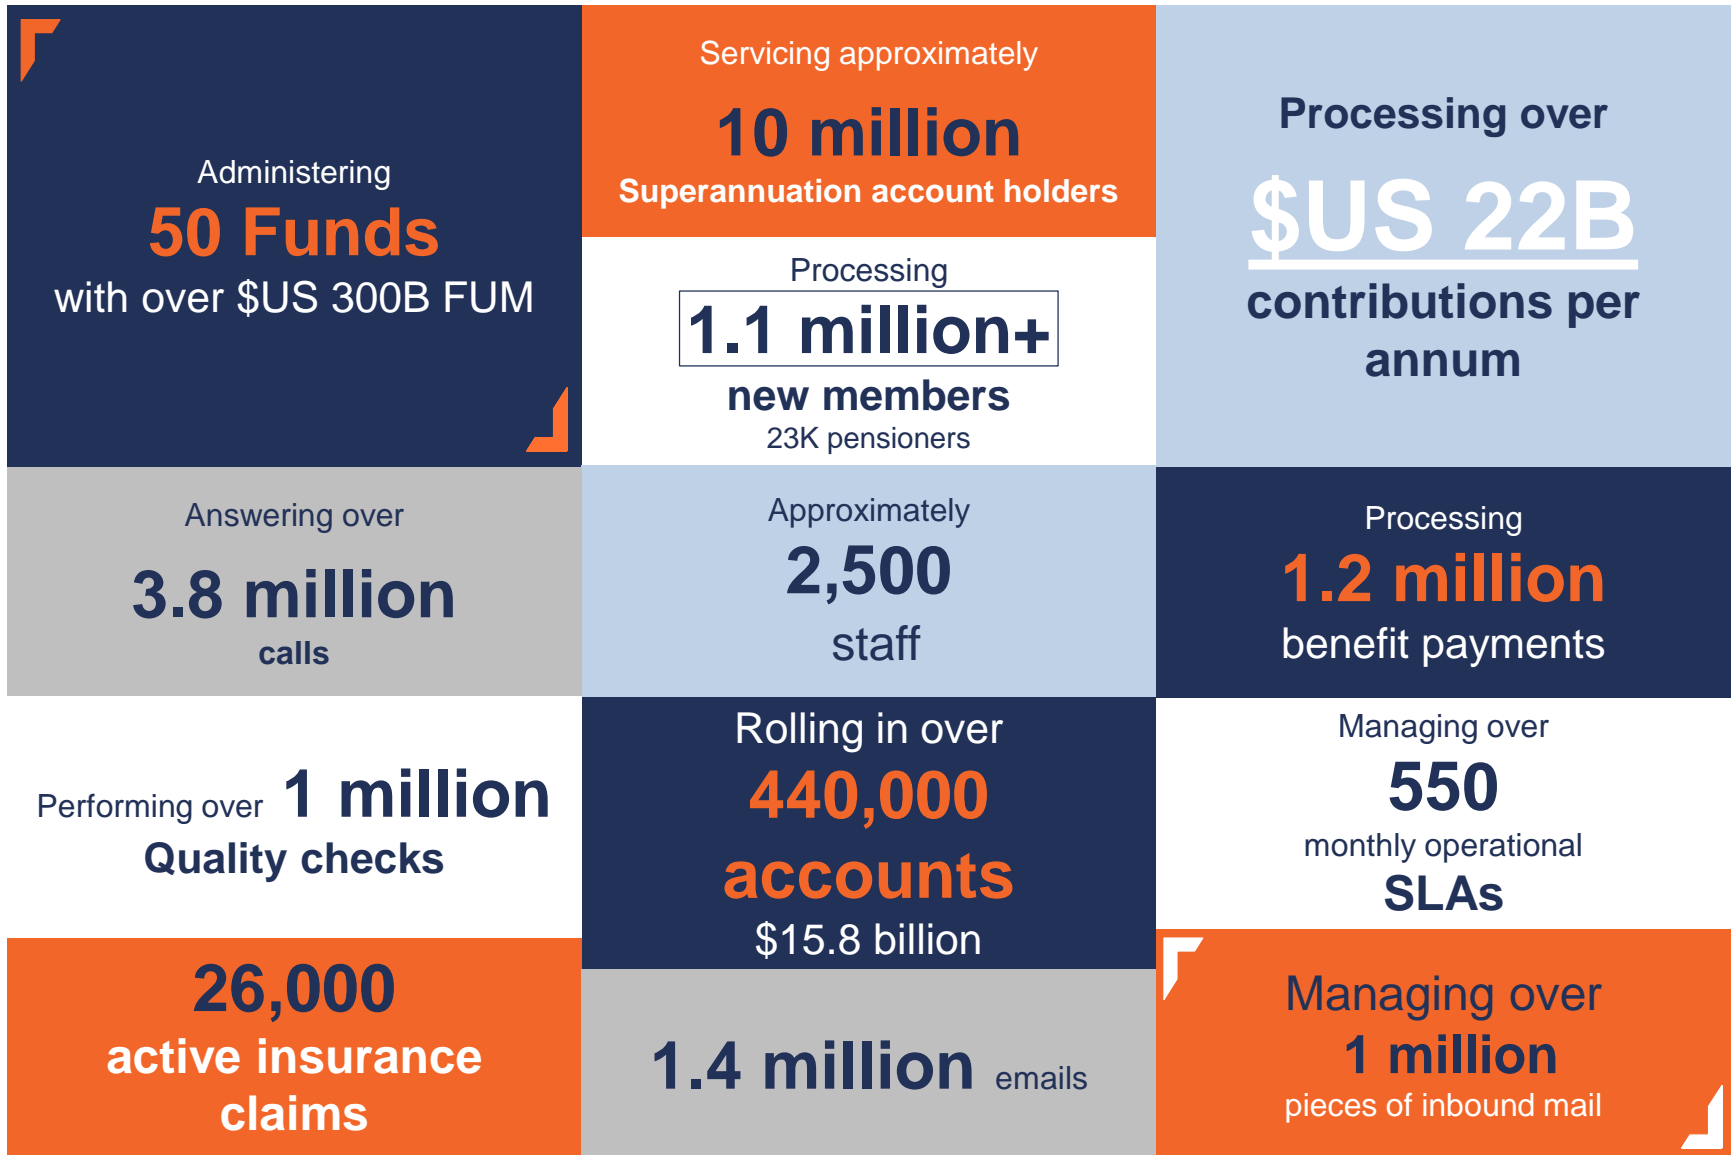 Administering
50 Funds
with over $US 300B FUM
Servicing approximately
10 million
Superannuation account holders
Processing
1.1 million+
new members
23K pensioners
Processing over
$US 22B
contributions per
annum
Answering over
3.8 million
calls
Approximately
2,500
staff
Processing
1.2 million
benefit payments
Performing over 1 million
Quality checks
Rolling in over
440,000
accounts
$15.8 billion
Managing over
550
monthly operational
SLAs
26,000
active insurance
claims
1.4 million emails
Managing over
1 million
pieces of inbound mail